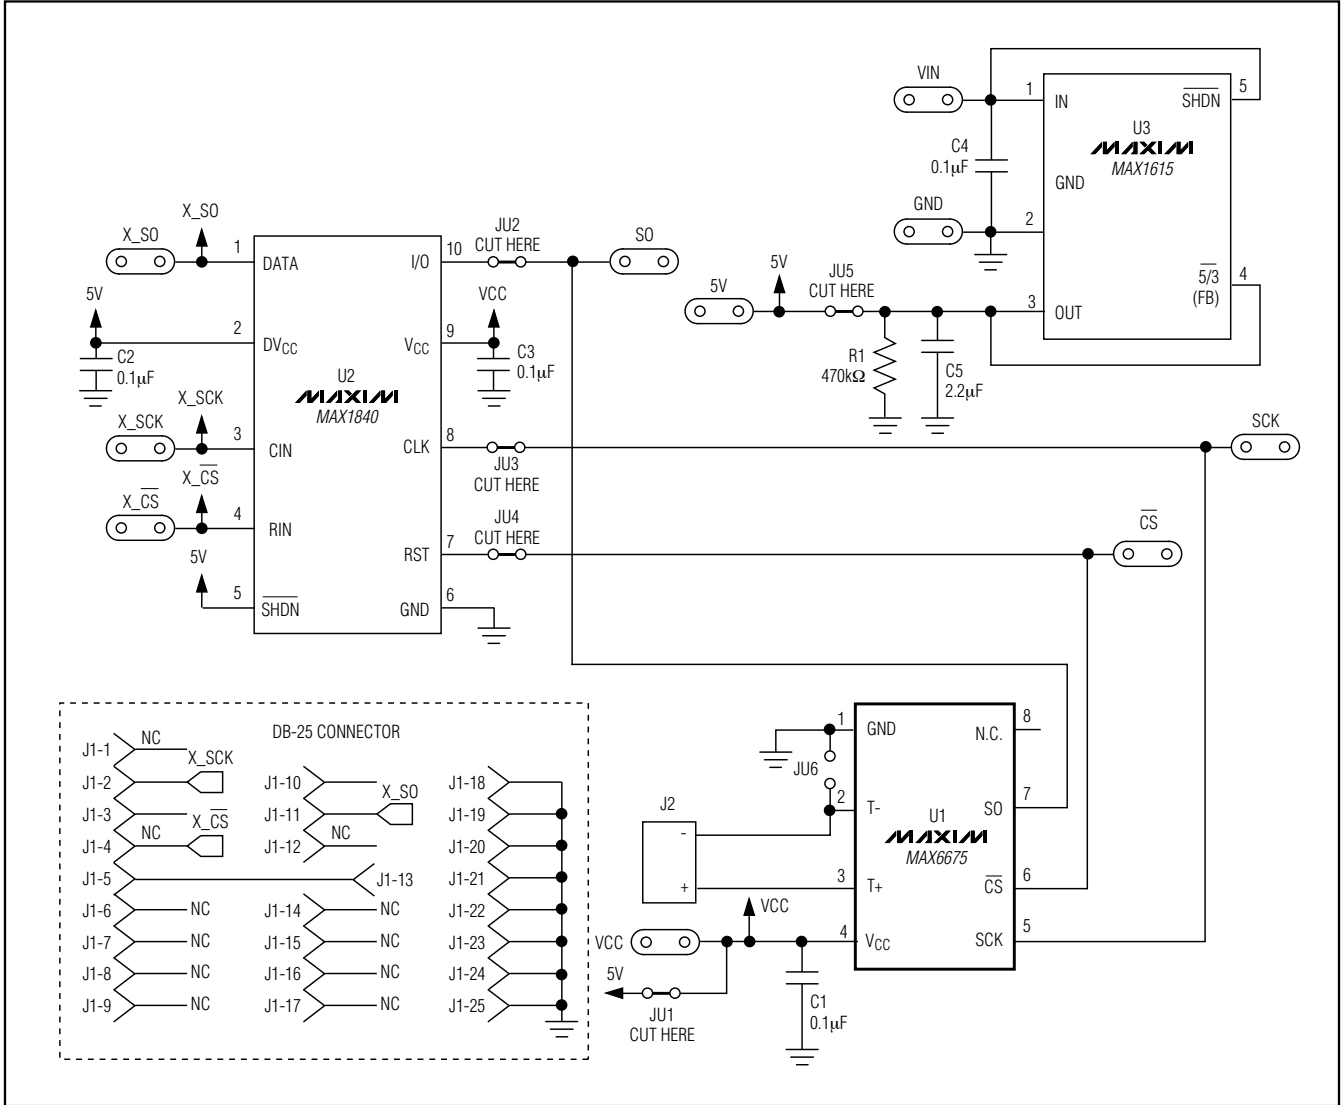 VIN
1
IN
SHDN
5
U3
MAXIM
MAX1615
C4
0.1µF
GND
GND
2
5V
5V
JU5
CUT HERE
3
OUT
5/3
(FB)
4
R1
470kΩ
C5
2.2µF
X_SO
X_SO
1
DATA
I/O
10
JU2
CUT HERE
SO
5V
2
DVCC
C2
0.1µF
VCC
9
VCC
C3
0.1µF
U2
MAXIM
MAX1840
X_SCK
X_SCK
3
CIN
CLK
8
JU3
CUT HERE
SCK
X_CS
X_CS
4
RIN
RST
7
JU4
CUT HERE
CS
5V
5
SHDN
GND
6
DB-25 CONNECTOR
J1-1
NC
J1-2
X_SCK
J1-3
J1-4
NC
X_CS
J1-5
J1-6
NC
J1-7
NC
J1-8
NC
J1-9
NC
J1-10
J1-11
X_SO
J1-12
NC
J1-13
J1-14
NC
J1-15
NC
J1-16
NC
J1-17
NC
J1-18
J1-19
J1-20
J1-21
J1-22
J1-23
J1-24
J1-25
1
GND
N.C.
8
JU6
2
T-
SO
7
J2
-
+
U1
MAXIM
MAX6675
3
T+
CS
6
VCC
VCC
4
VCC
SCK
5
5V
JU1
CUT HERE
C1
0.1µF